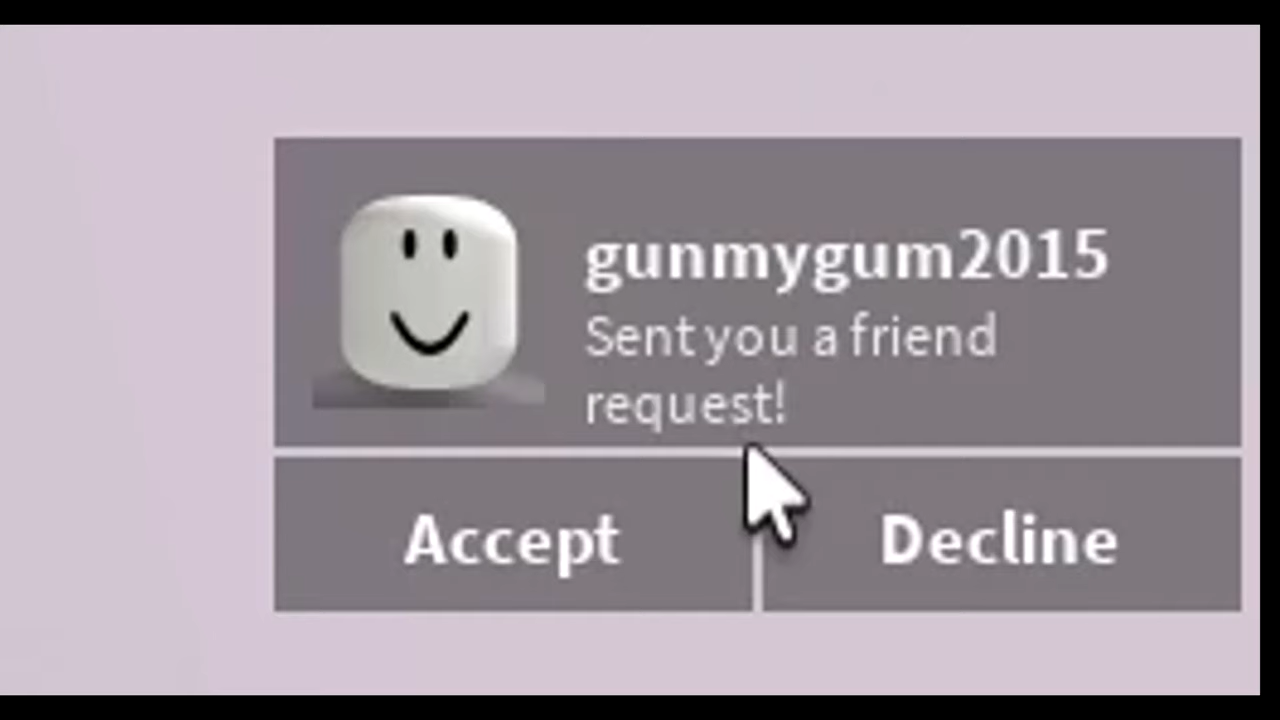 gunmygum2015
Sent you a friend
request!
Accept
Decline